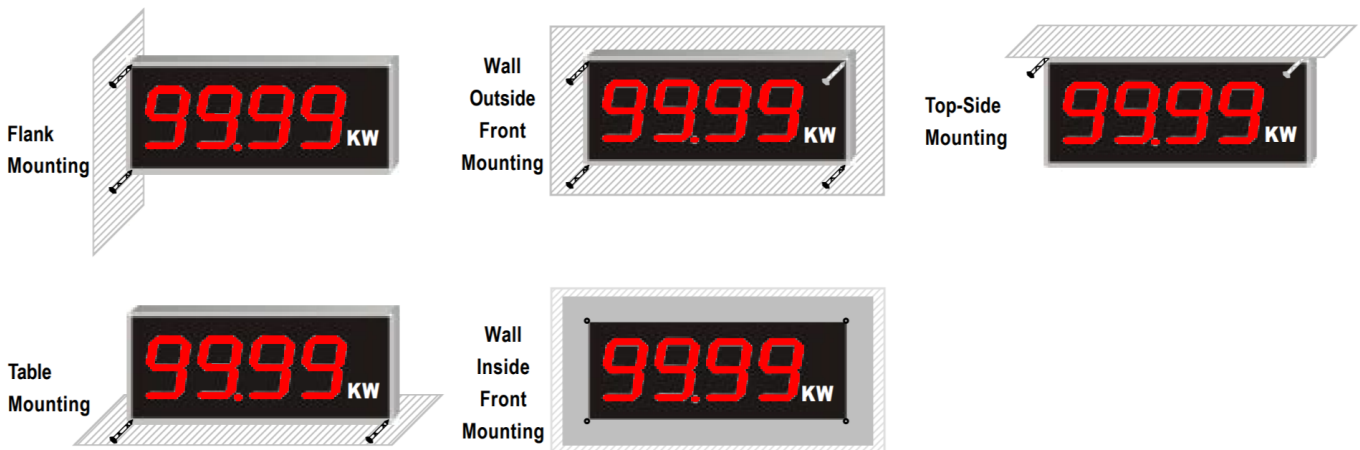 Flank
Mounting
99.99 KW
Wall
Outside
Front
Mounting
99.99 KW
Top-Side
Mounting
99.99 KW
Table
Mounting
99.99 KW
Wall
Inside
Front
Mounting
99.99 KW